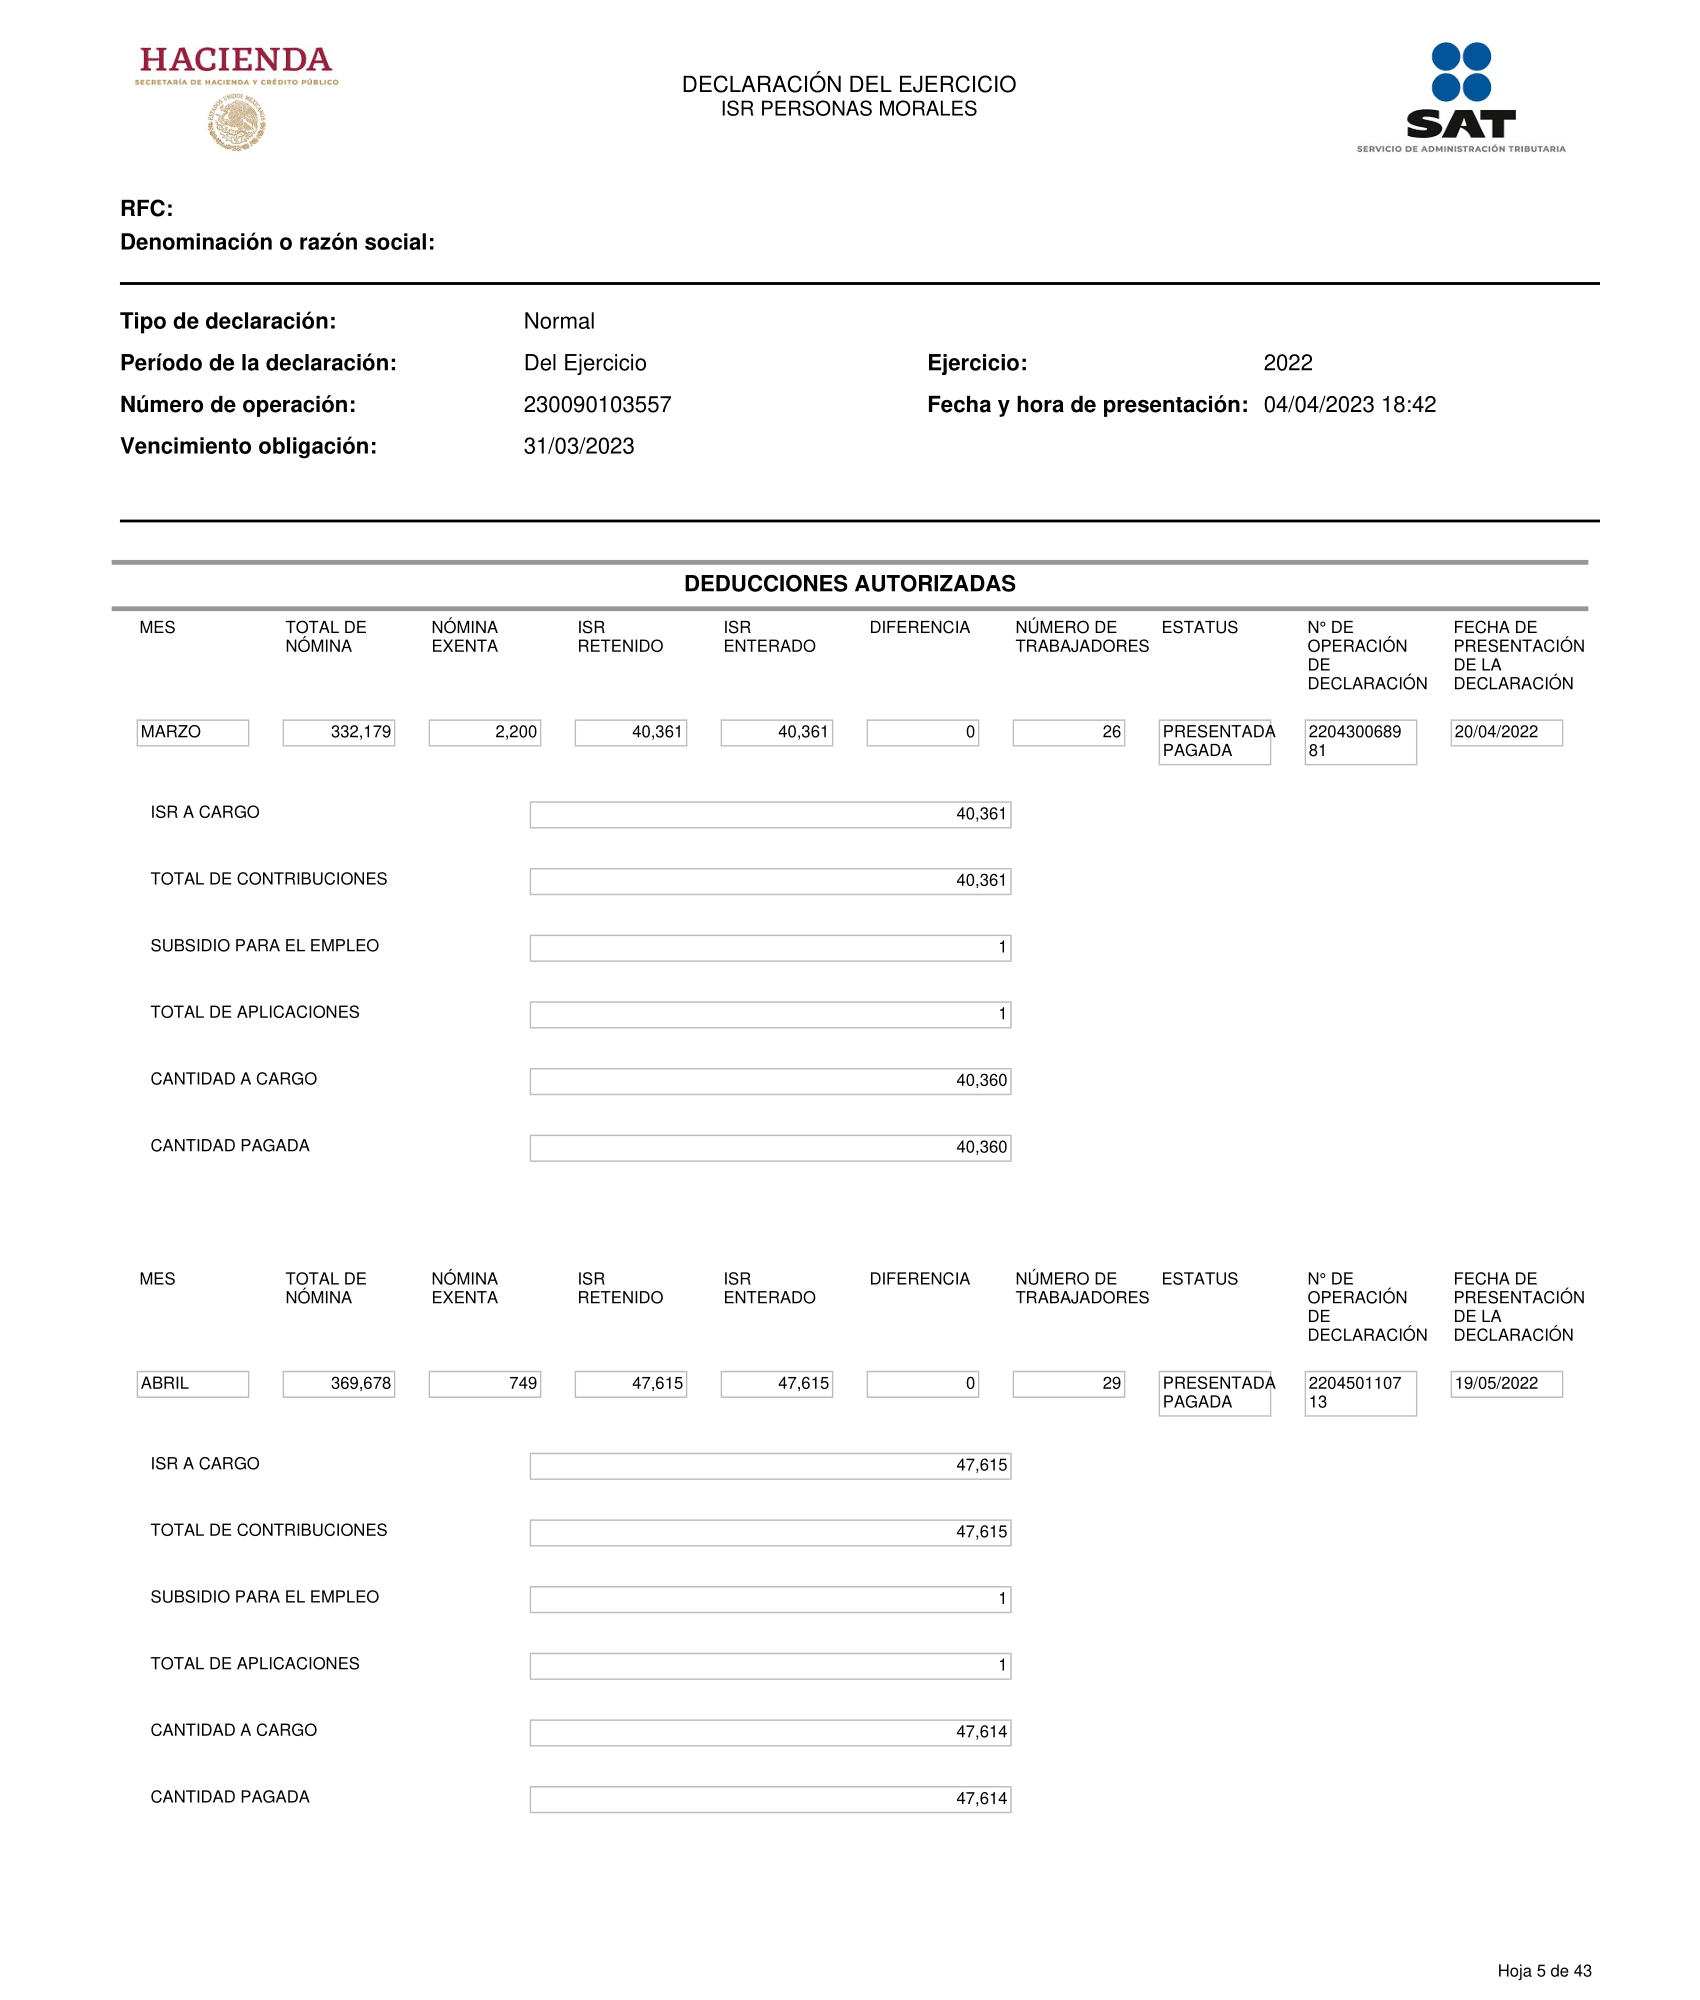 HACIENDA
SECRETARÍA DE HACIENDA Y CRÉDITO PÚBLICO
DECLARACIÓN DEL EJERCICIO
ISR PERSONAS MORALES
SAT
SERVICIO DE ADMINISTRACIÓN TRIBUTARIA
RFC:
Denominación o razón social:
Tipo de declaración: Normal
Período de la declaración: Del Ejercicio Ejercicio: 2022
Número de operación: 230090103557 Fecha y hora de presentación: 04/04/2023 18:42
Vencimiento obligación: 31/03/2023
DEDUCCIONES AUTORIZADAS
MES TOTAL DE NÓMINA ISR ISR DIFERENCIA NÚMERO DE ESTATUS N° DE FECHA DE
NÓMINA EXENTA RETENIDO ENTERADO TRABAJADORES OPERACIÓN PRESENTACIÓN
DE DE LA
DECLARACIÓN DECLARACIÓN
MARZO 332,179 2,200 40,361 40,361 0 26 PRESENTADA 2204300689 20/04/2022
PAGADA 81
ISR A CARGO 40,361
TOTAL DE CONTRIBUCIONES 40,361
SUBSIDIO PARA EL EMPLEO 1
TOTAL DE APLICACIONES 1
CANTIDAD A CARGO 40,360
CANTIDAD PAGADA 40,360
MES TOTAL DE NÓMINA ISR ISR DIFERENCIA NÚMERO DE ESTATUS N° DE FECHA DE
NÓMINA EXENTA RETENIDO ENTERADO TRABAJADORES OPERACIÓN PRESENTACIÓN
DE DE LA
DECLARACIÓN DECLARACIÓN
ABRIL 369,678 749 47,615 47,615 0 29 PRESENTADA 2204501107 19/05/2022
PAGADA 13
ISR A CARGO 47,615
TOTAL DE CONTRIBUCIONES 47,615
SUBSIDIO PARA EL EMPLEO 1
TOTAL DE APLICACIONES 1
CANTIDAD A CARGO 47,614
CANTIDAD PAGADA 47,614
Hoja 5 de 43